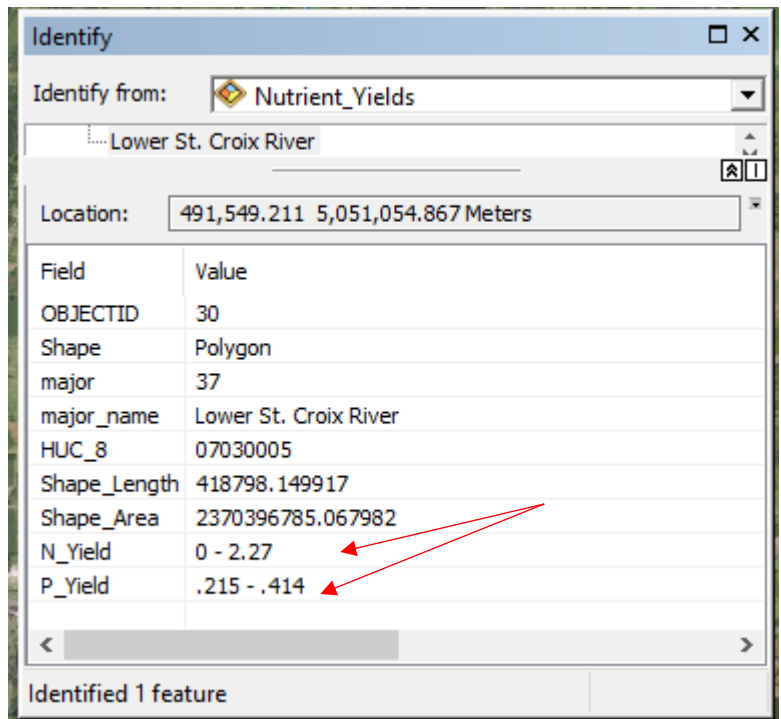 Identify
Identify from: Nutrient_Yields
Lower St. Croix River
Location: 491,549.211 5,051,054.867 Meters
Field Value
OBJECTID 30
Shape Polygon
major 37
major_name Lower St. Croix River
HUC_8 07030005
Shape_Length 418798.149917
Shape_Area 2370396785.067982
N_Yield 0 - 2.27
P_Yield .215 - .414
Identified 1 feature